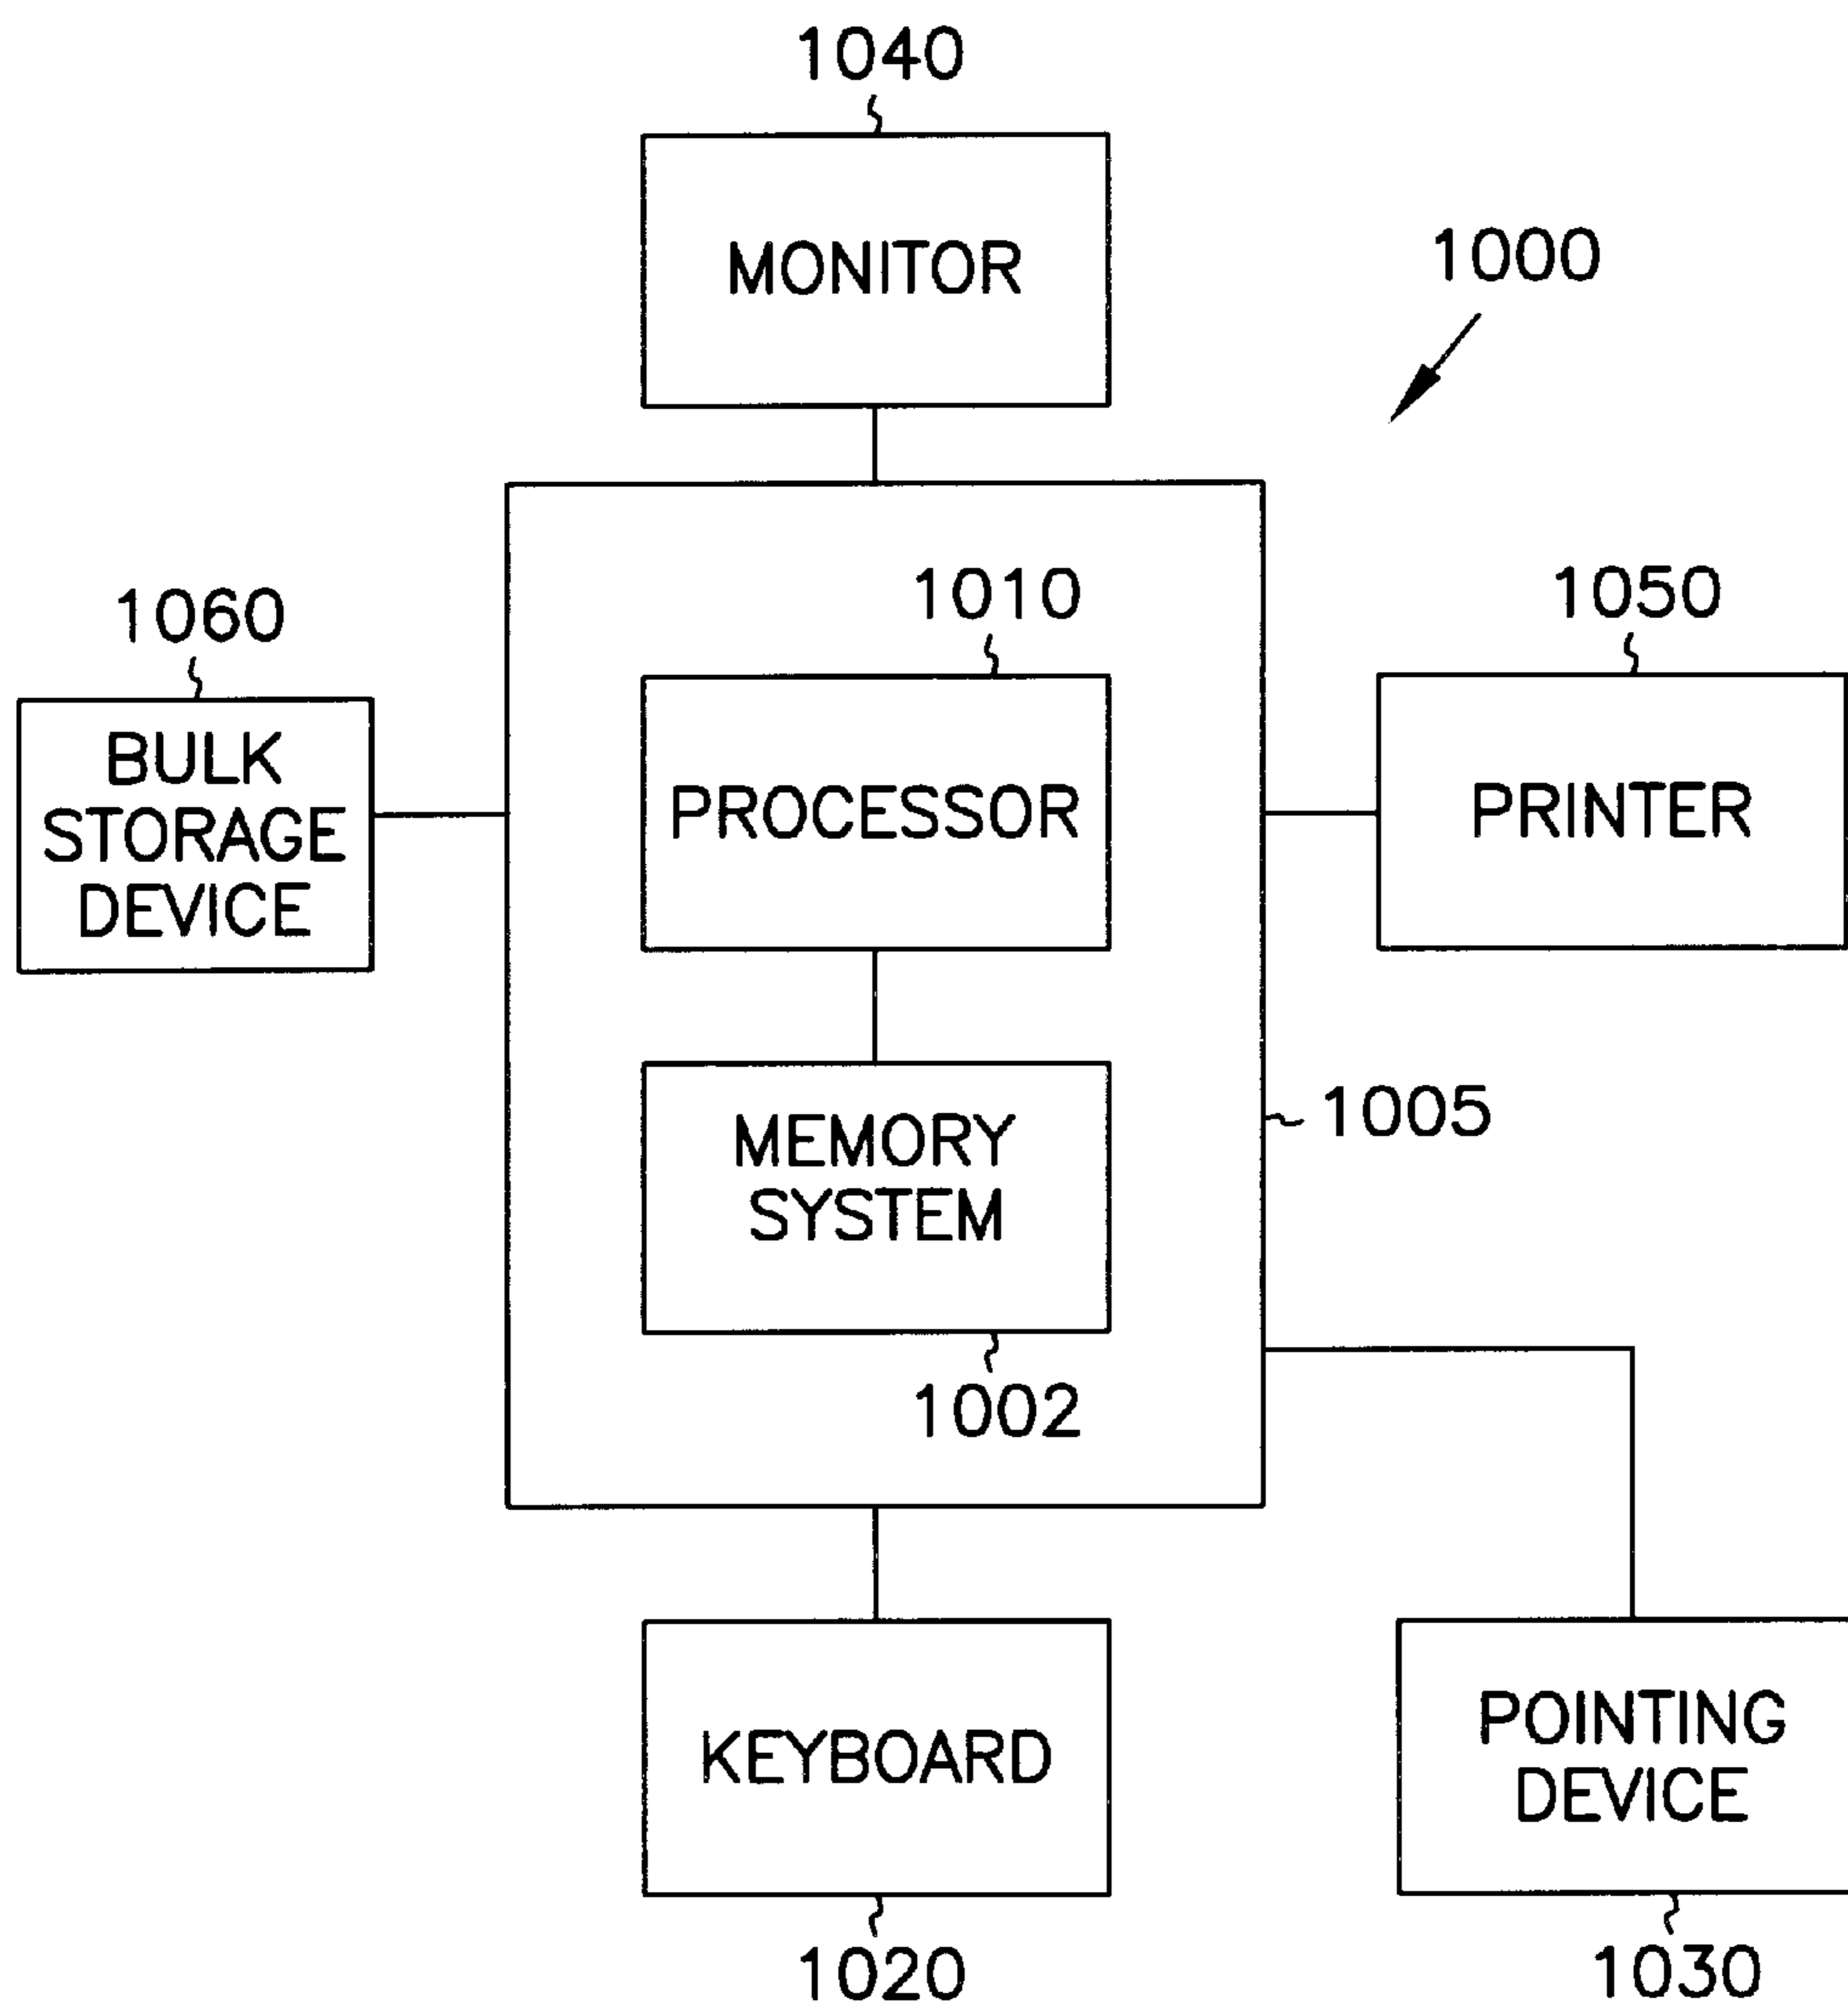 1040
MONITOR
1000
1060
BULK
STORAGE
DEVICE
1010
PROCESSOR
1050
PRINTER
MEMORY
SYSTEM
1005
1002
KEYBOARD
1020
POINTING
DEVICE
1030